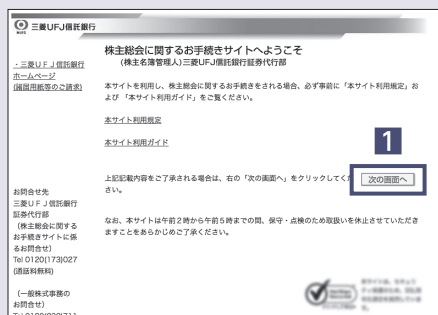 MUFG
三菱UFJ信託銀行
・三菱ＵＦＪ信託銀行
ホームページ
(諸届用紙等のご請求)
お問合せ先
三菱ＵＦＪ信託銀行
証券代行部
（株主総会に関する
お手続きサイトに係
るお問合せ）
Tel 0120(173)027
(通話料無料)
（一般株式事務の
お問合せ）
株主総会に関するお手続きサイトへようこそ
(株主名簿管理人)三菱UFJ信託銀行証券代行部
本サイトを利用し、株主総会に関するお手続きをされる場合、必ず事前に「本サイト利用規定」お
よび 「本サイト利用ガイド」をご覧ください。
本サイト利用規定
本サイト利用ガイド
1
上記記載内容をご了承される場合は、右の「次の画面へ」をクリックしてくだ
さい。
次の画面へ
なお、本サイトは午前２時から午前５時までの間、保守・点検のため取扱いを休止させていただき
ますことをあらかじめご了承ください。